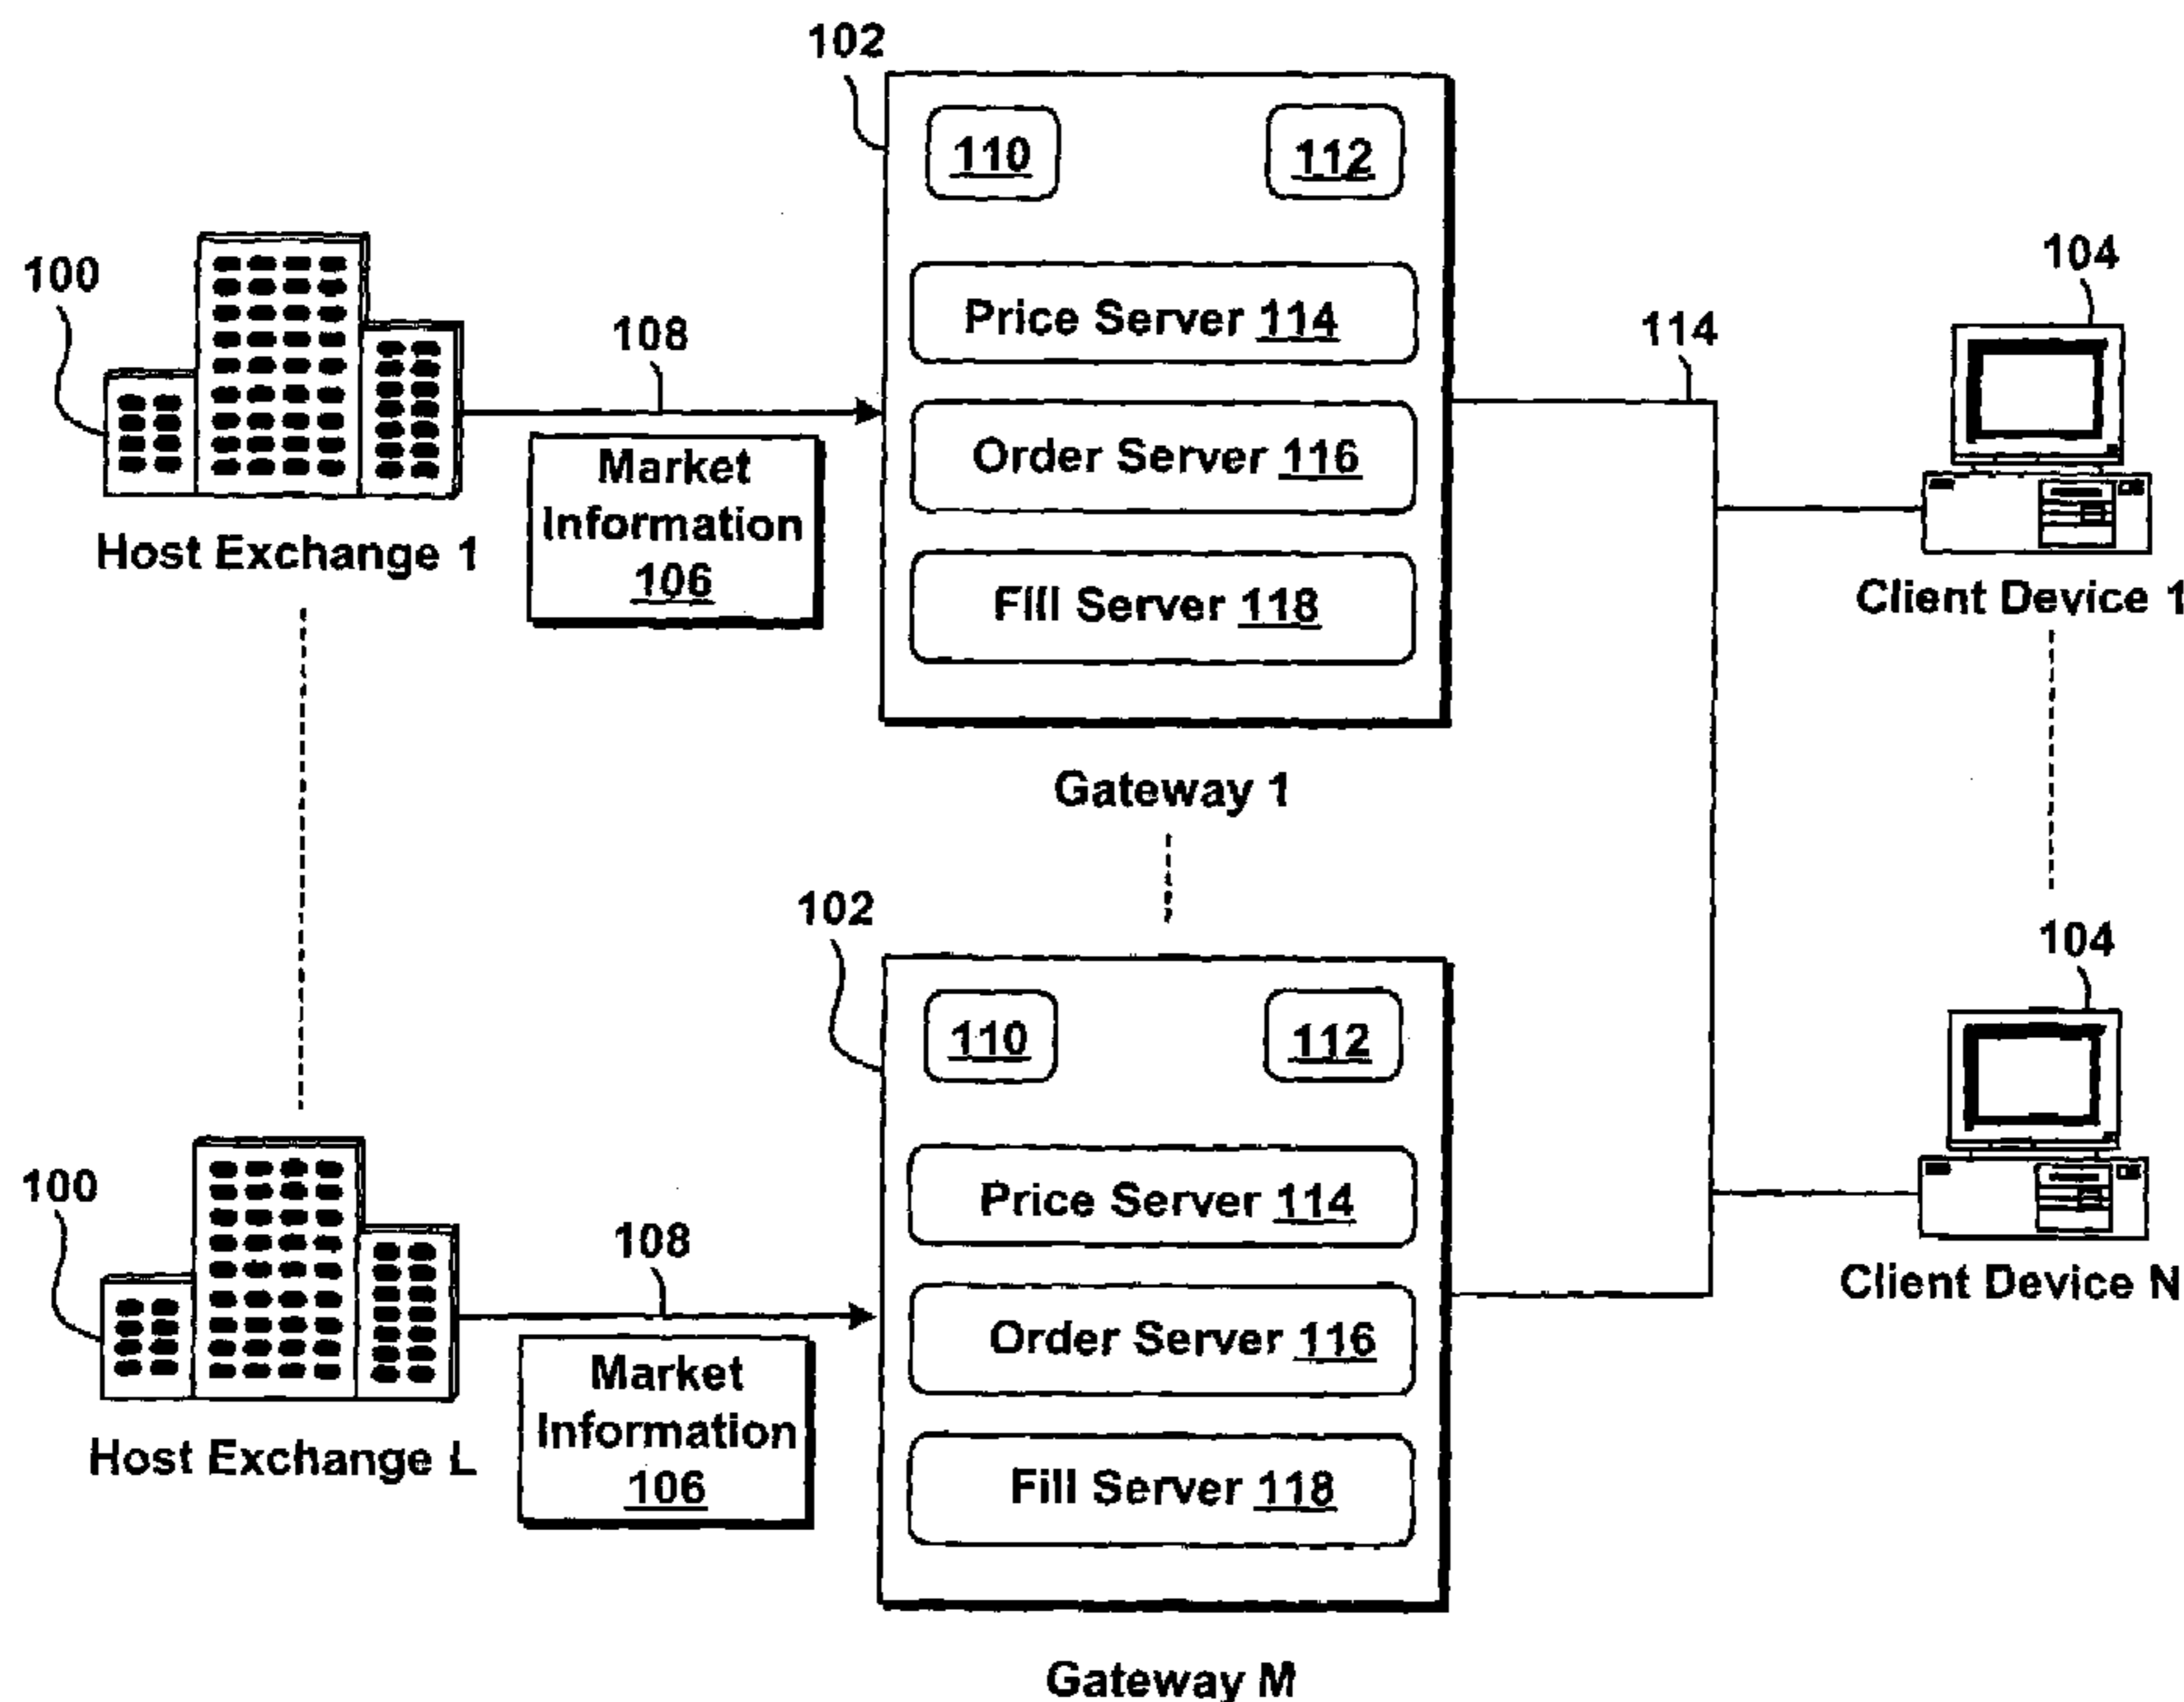 102
110
112
100
104
Price Server 114
108
114
Market
Information
106
Order Server 116
Host Exchange 1
Fill Server 118
Client Device 1
Gateway 1
102
104
110
112
100
Price Server 114
108
Client Device N
Order Server 116
Market
Information
106
Host Exchange L
Fill Server 118
Gateway M